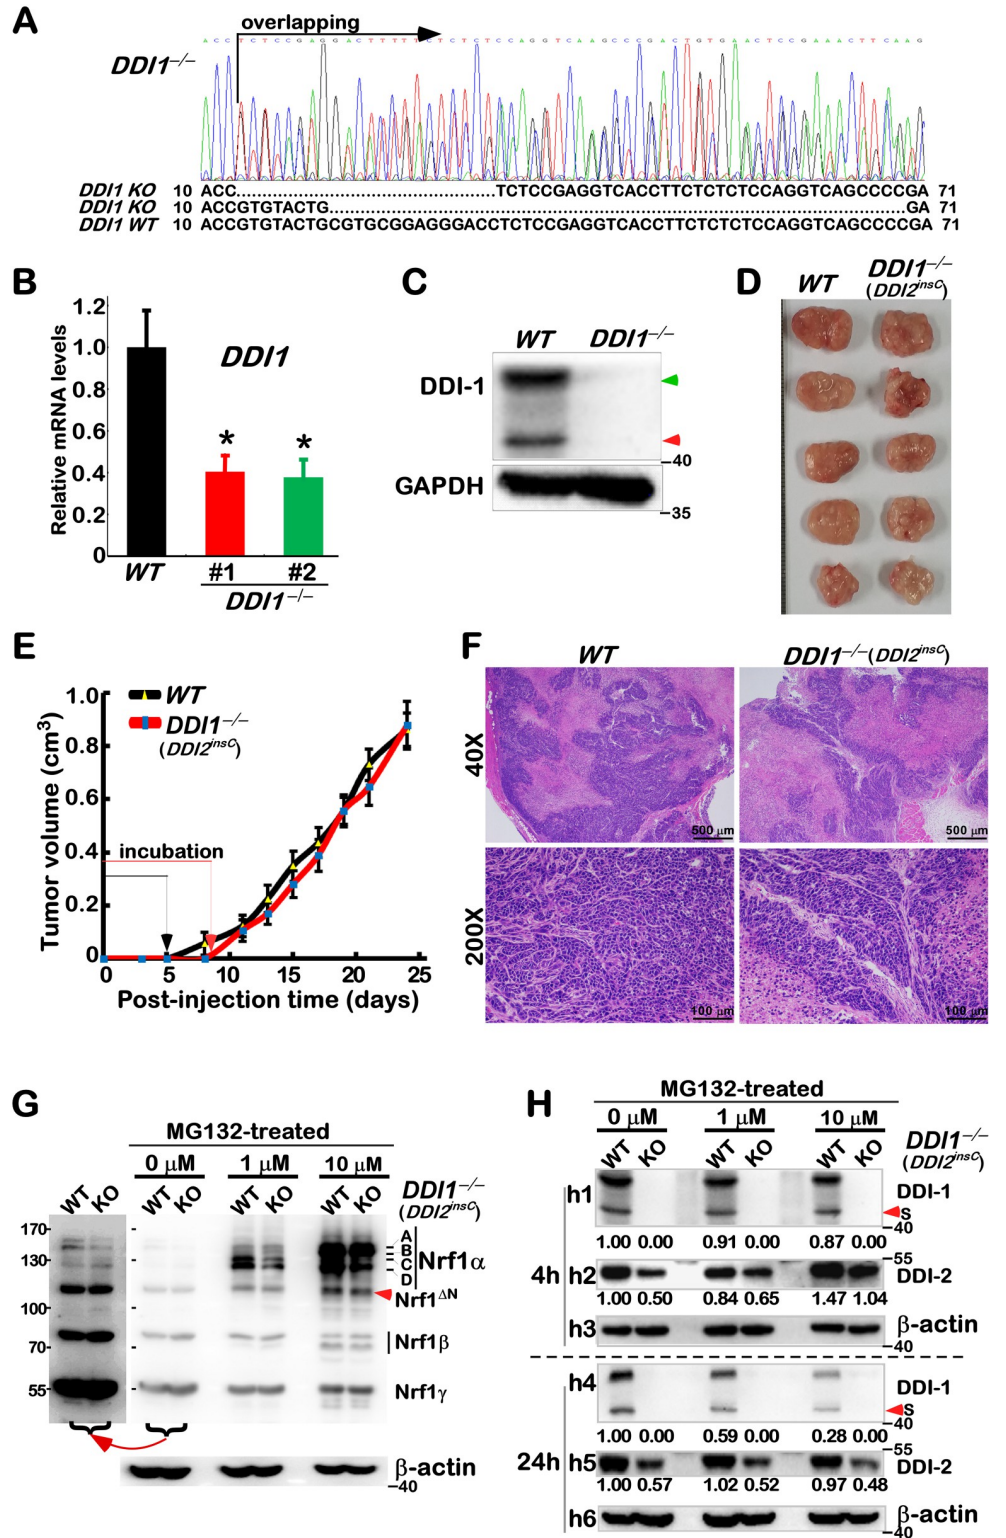 A
overlapping
DDI1−/−
A C C T C T C C G A G G A C T T T T T C T C T C T C C A G G T C A A G C C C G A C T G T G A A C T C C G A A A C T T C A A G
DDI1 KO 10 ACC.................................TCTCCGAGGTCACCTTCTCTCTCCAGGTCAGCCCCGA 71
DDI1 KO 10 ACCGTGTACTG.........................................................................GA 71
DDI1 WT 10 ACCGTGTACTGCGTGCGGAGGGACCTCTCCGAGGTCACCTTCTCTCTCCAGGTCAGCCCCGA 71
B
Relative mRNA levels
1.2
1.0
0.8
0.6
0.4
0.2
0
DDI1
*
*
WT
#1
#2
DDI1−/−
C
WT DDI1−/−
DDI-1
40
GAPDH
35
D
WT
DDI1−/−
(DDI2insC)
E
Tumor volume (cm3)
1.0
0.8
0.6
0.4
0.2
0
WT
DDI1−/−
(DDI2insC)
incubation
0 5 10 15 20 25
Post-injection time (days)
F
WT
DDI1−/−(DDI2insC)
40X
500 μm
500 μm
200X
100 μm
100 μm
G
MG132-treated
0 μM 1 μM 10 μM
WT KO WT KO WT KO WT KO
DDI1−/−
(DDI2insC)
170
130
100
70
55
A
B
C
D
Nrf1α
Nrf1ΔN
Nrf1β
Nrf1γ
β-actin
40
H
MG132-treated
0 μM 1 μM 10 μM
WT KO WT KO WT KO
DDI1−/−
(DDI2insC)
4h
h1
DDI-1
S
40
1.00 0.00 0.91 0.00 0.87 0.00
h2
55
DDI-2
1.00 0.50 0.84 0.65 1.47 1.04
h3
β-actin
40
24h
h4
DDI-1
S
40
1.00 0.00 0.59 0.00 0.28 0.00
h5
55
DDI-2
1.00 0.57 1.02 0.52 0.97 0.48
h6
β-actin
40